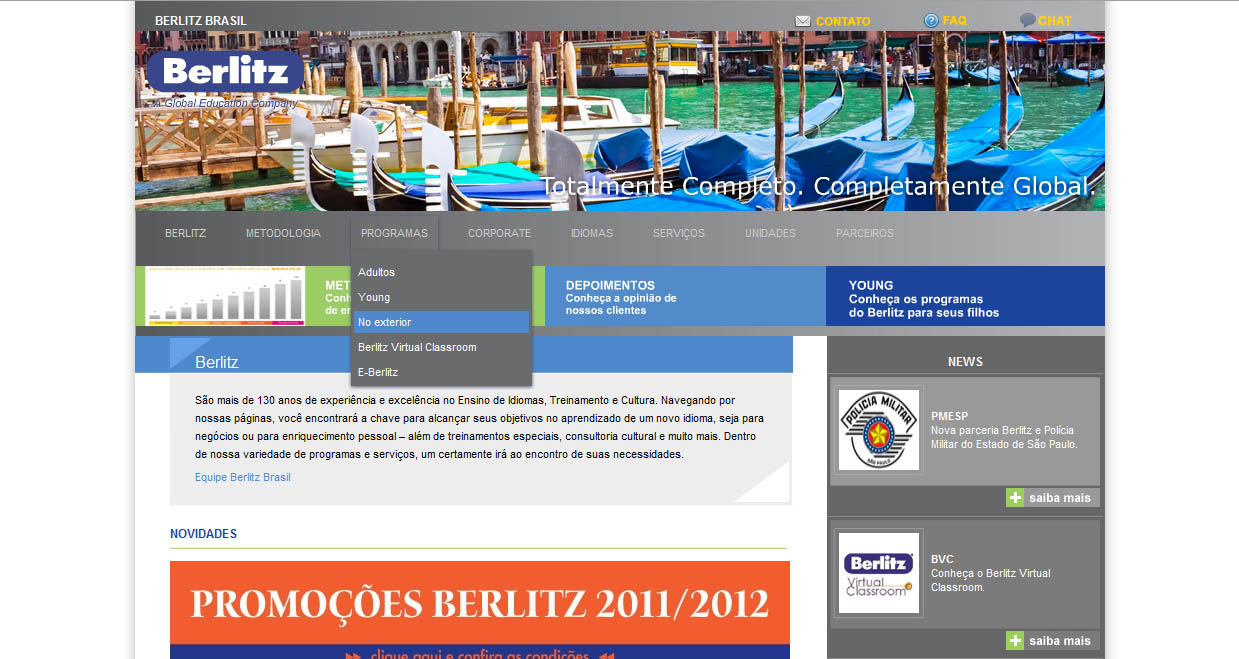 BERLITZ BRASIL
CONTATO
FAQ
CHAT
Berlitz
A Global Education Company
Totalmente Completo. Completamente Global.
BERLITZ
METODOLOGIA
PROGRAMAS
CORPORATE
IDIOMAS
SERVIÇOS
UNIDADES
PARCEIROS
Adultos
Young
No exterior
Berlitz Virtual Classroom
E-Berlitz
DEPOIMENTOS
Conheça a opinião de
nossos clientes
YOUNG
Conheça os programas
do Berlitz para seus filhos
Berlitz
São mais de 130 anos de experiência e excelência no Ensino de Idiomas, Treinamento e Cultura. Navegando por
nossas páginas, você encontrará a chave para alcançar seus objetivos no aprendizado de um novo idioma, seja para
negócios ou para enriquecimento pessoal – além de treinamentos especiais, consultoria cultural e muito mais. Dentro
de nossa variedade de programas e serviços, um certamente irá ao encontro de suas necessidades.
Equipe Berlitz Brasil
NOVIDADES
PROMOÇÕES BERLITZ 2011/2012
clique aqui e confira as condições
NEWS
POLÍCIA MILITAR
SÃO PAULO
PMESP
Nova parceria Berlitz e Polícia
Militar do Estado de São Paulo.
saiba mais
Berlitz
Virtual
Classroom
BVC
Conheça o Berlitz Virtual
Classroom.
saiba mais